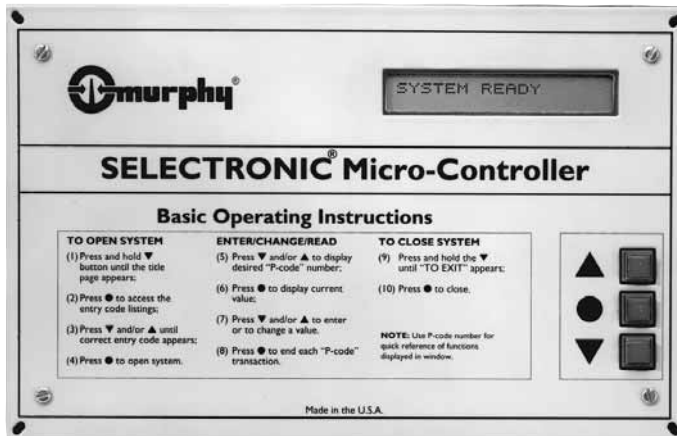 murphy®
SYSTEM READY
SELECTRONIC® Micro-Controller
Basic Operating Instructions
TO OPEN SYSTEM
(1) Press and hold ▼
button until the title
page appears;
(2) Press ● to access the
entry code listings;
(3) Press ▼ and/or ▲ until
correct entry code appears;
(4) Press ● to open system.
ENTER/CHANGE/READ
(5) Press ▼ and/or ▲ to display
desired "P-code" number;
(6) Press ● to display current
value;
(7) Press ▼ and/or ▲ to enter
or to change a value.
(8) Press ● to end each "P-code"
transaction.
TO CLOSE SYSTEM
(9) Press and hold the ▼
until "TO EXIT" appears;
(10) Press ● to close.
NOTE: Use P-code number for
quick reference of functions
displayed in window.
▲
●
▼
Made in the U.S.A.